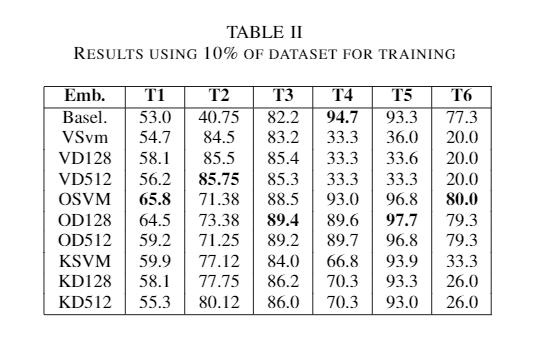 TABLE II
RESULTS USING 10% OF DATASET FOR TRAINING
Emb. T1 T2 T3 T4 T5 T6
Basel. 53.0 40.75 82.2 94.7 93.3 77.3
VSvm 54.7 84.5 83.2 33.3 36.0 20.0
VD128 58.1 85.5 85.4 33.3 33.6 20.0
VD512 56.2 85.75 85.3 33.3 33.3 20.0
OSVM 65.8 71.38 88.5 93.0 96.8 80.0
OD128 64.5 73.38 89.4 89.6 97.7 79.3
OD512 59.2 71.25 89.2 89.7 96.8 79.3
KSVM 59.9 77.12 84.0 66.8 93.9 33.3
KD128 58.1 77.75 86.2 70.3 94.1 26.0
KD512 55.3 80.12 86.0 70.3 93.0 26.0